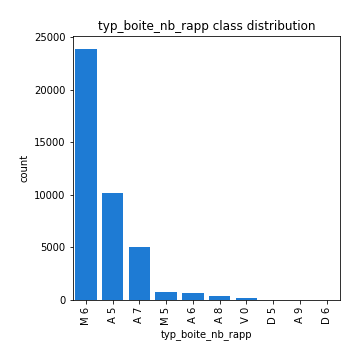 typ_boite_nb_rapp class distribution
25000
20000
15000
10000
5000
0
count
M 6
A 5
A 7
M 5
A 6
A 8
V 0
D 5
A 9
D 6
typ_boite_nb_rapp